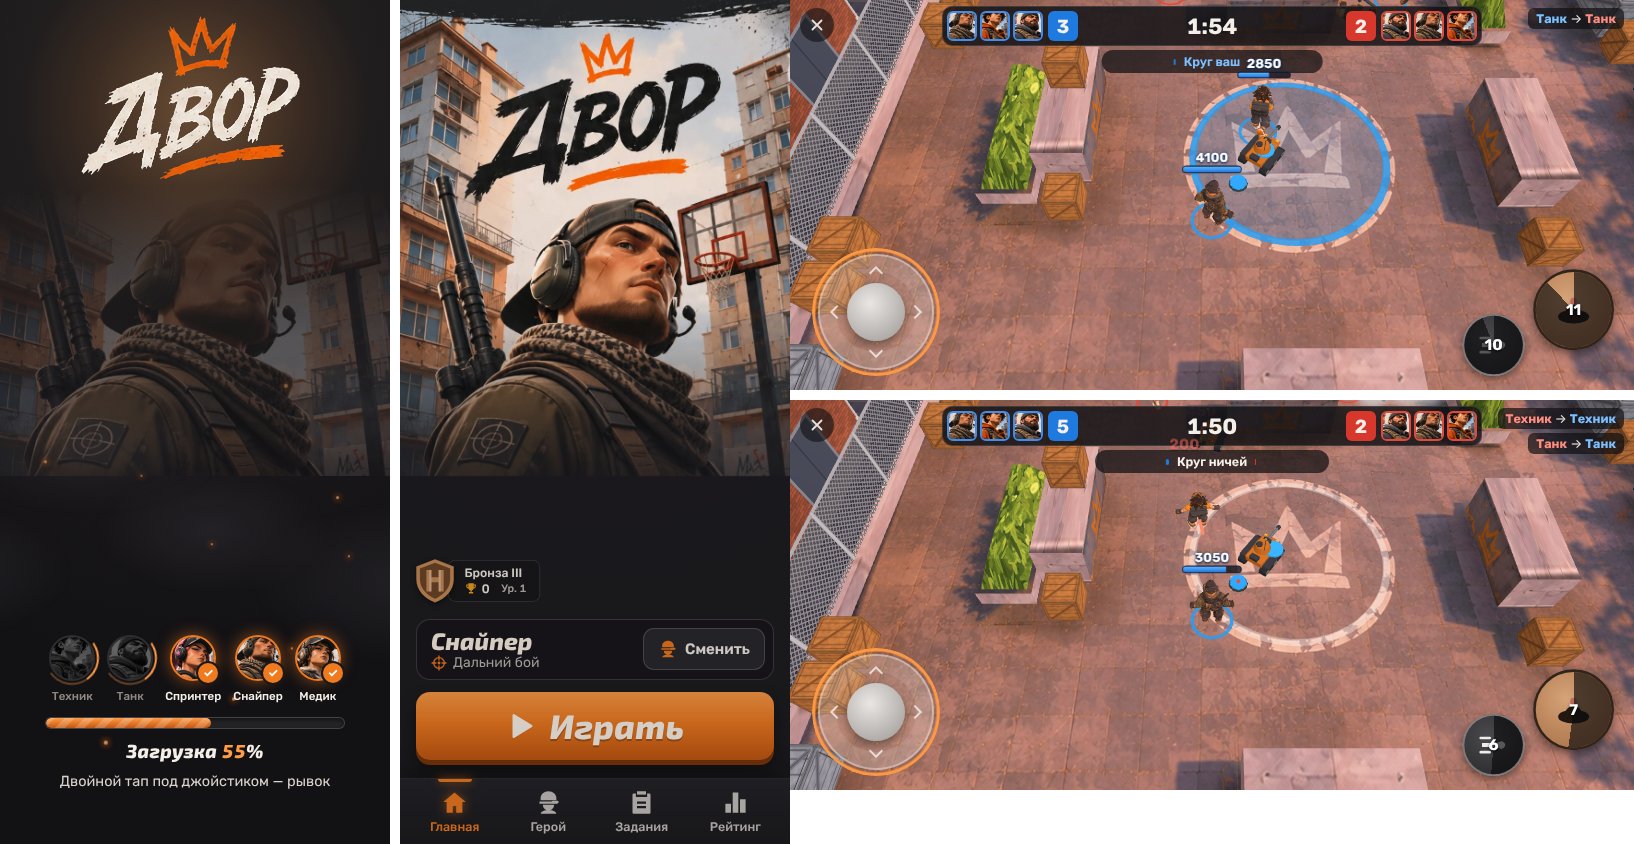 ДВОР
Техник
Танк
Спринтер
Снайпер
Медик
Загрузка 55%
Двойной тап под джойстиком — рывок
ДВОР
Бронза III
0 Ур. 1
Снайпер
Дальний бой
Сменить
Играть
Главная
Герой
Задания
Рейтинг
3
1:54
2
Танк → Танк
Круг ваш
2850
4100
11
10
5
1:50
2
Техник → Техник
Танк → Танк
200
Круг ничей
3050
7
6